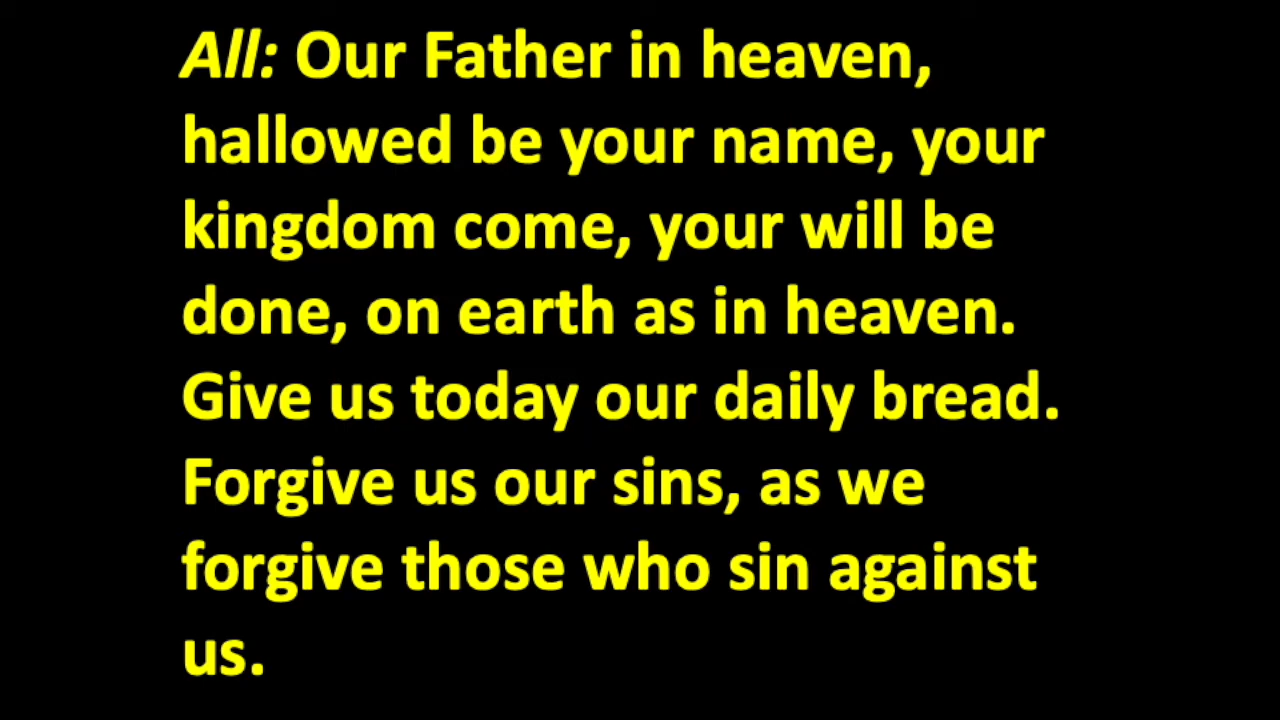 All: Our Father in heaven,
hallowed be your name, your
kingdom come, your will be
done, on earth as in heaven.
Give us today our daily bread.
Forgive us our sins, as we
forgive those who sin against
us.